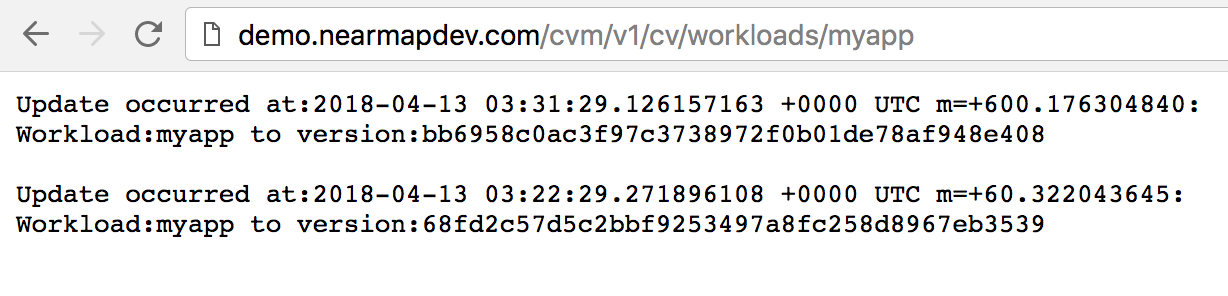 demo.nearmapdev.com/cvm/v1/cv/workloads/myapp
Update occurred at:2018-04-13 03:31:29.126157163 +0000 UTC m=+600.176304840:
Workload:myapp to version:bb6958c0ac3f97c3738972f0b01de78af948e408
Update occurred at:2018-04-13 03:22:29.271896108 +0000 UTC m=+60.322043645:
Workload:myapp to version:68fd2c57d5c2bbf9253497a8fc258d8967eb3539